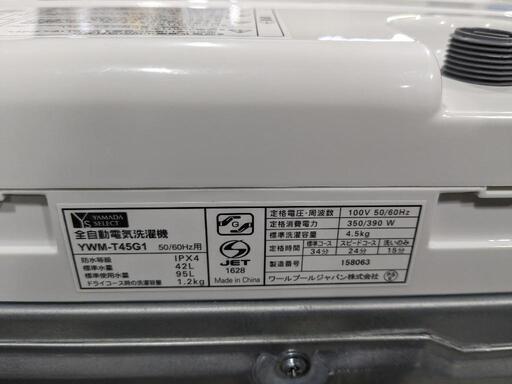 YAMADA SELECT
全自動電気洗濯機
YWM-T45G1 50/60Hz用
防水等級 IPX4
標準水量 42L
標準使用水量 95L
ドライコース時の洗濯容量 1.2kg
JET
1628
Made in China
定格電圧・周波数 100V 50/60Hz
定格消費電力 350/390 W
標準洗濯容量 4.5kg
定格時間 標準コース 34分 スピードコース 24分 洗いのみ 15分
製造番号 158063
ワールプールジャパン株式会社